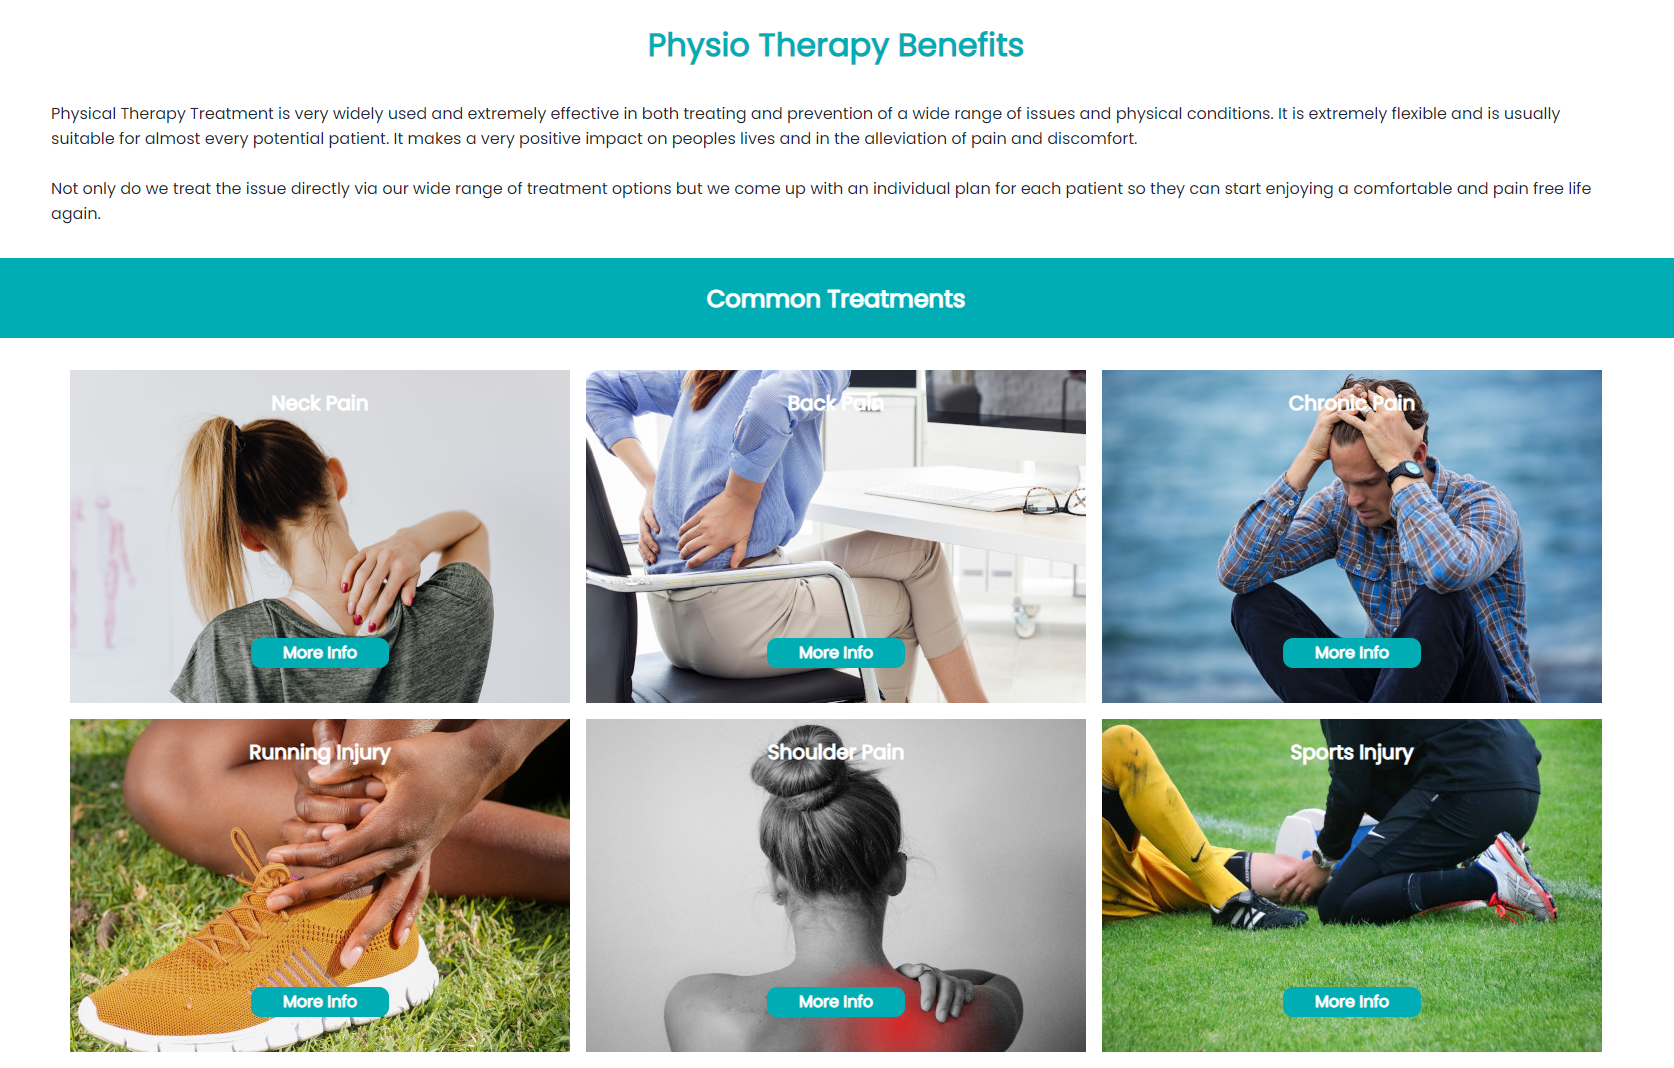 Physio Therapy Benefits
Physical Therapy Treatment is very widely used and extremely effective in both treating and prevention of a wide range of issues and physical conditions. It is extremely flexible and is usually
suitable for almost every potential patient. It makes a very positive impact on peoples lives and in the alleviation of pain and discomfort.
Not only do we treat the issue directly via our wide range of treatment options but we come up with an individual plan for each patient so they can start enjoying a comfortable and pain free life
again.
Common Treatments
Neck Pain
Back Pain
Chronic Pain
More Info
More Info
More Info
Running Injury
Shoulder Pain
Sports Injury
More Info
More Info
More Info